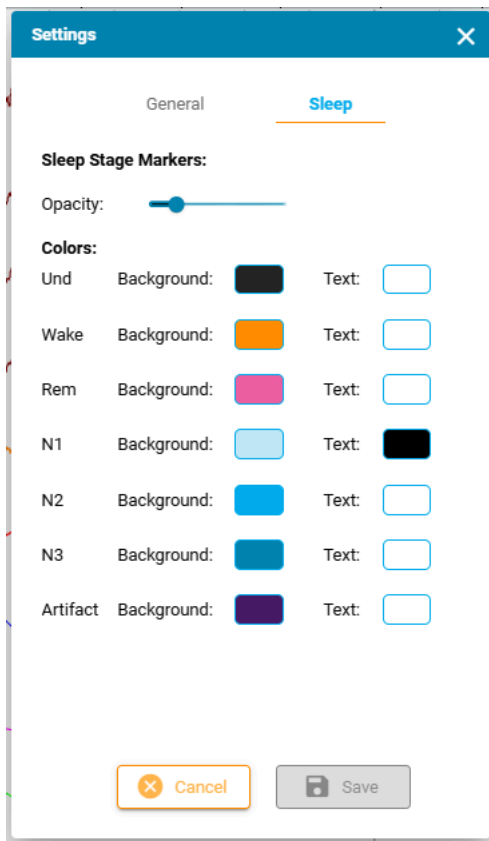 Settings
General Sleep
Sleep Stage Markers:
Opacity:
Colors:
Und Background: Text:
Wake Background: Text:
Rem Background: Text:
N1 Background: Text:
N2 Background: Text:
N3 Background: Text:
Artifact Background: Text:
Cancel Save